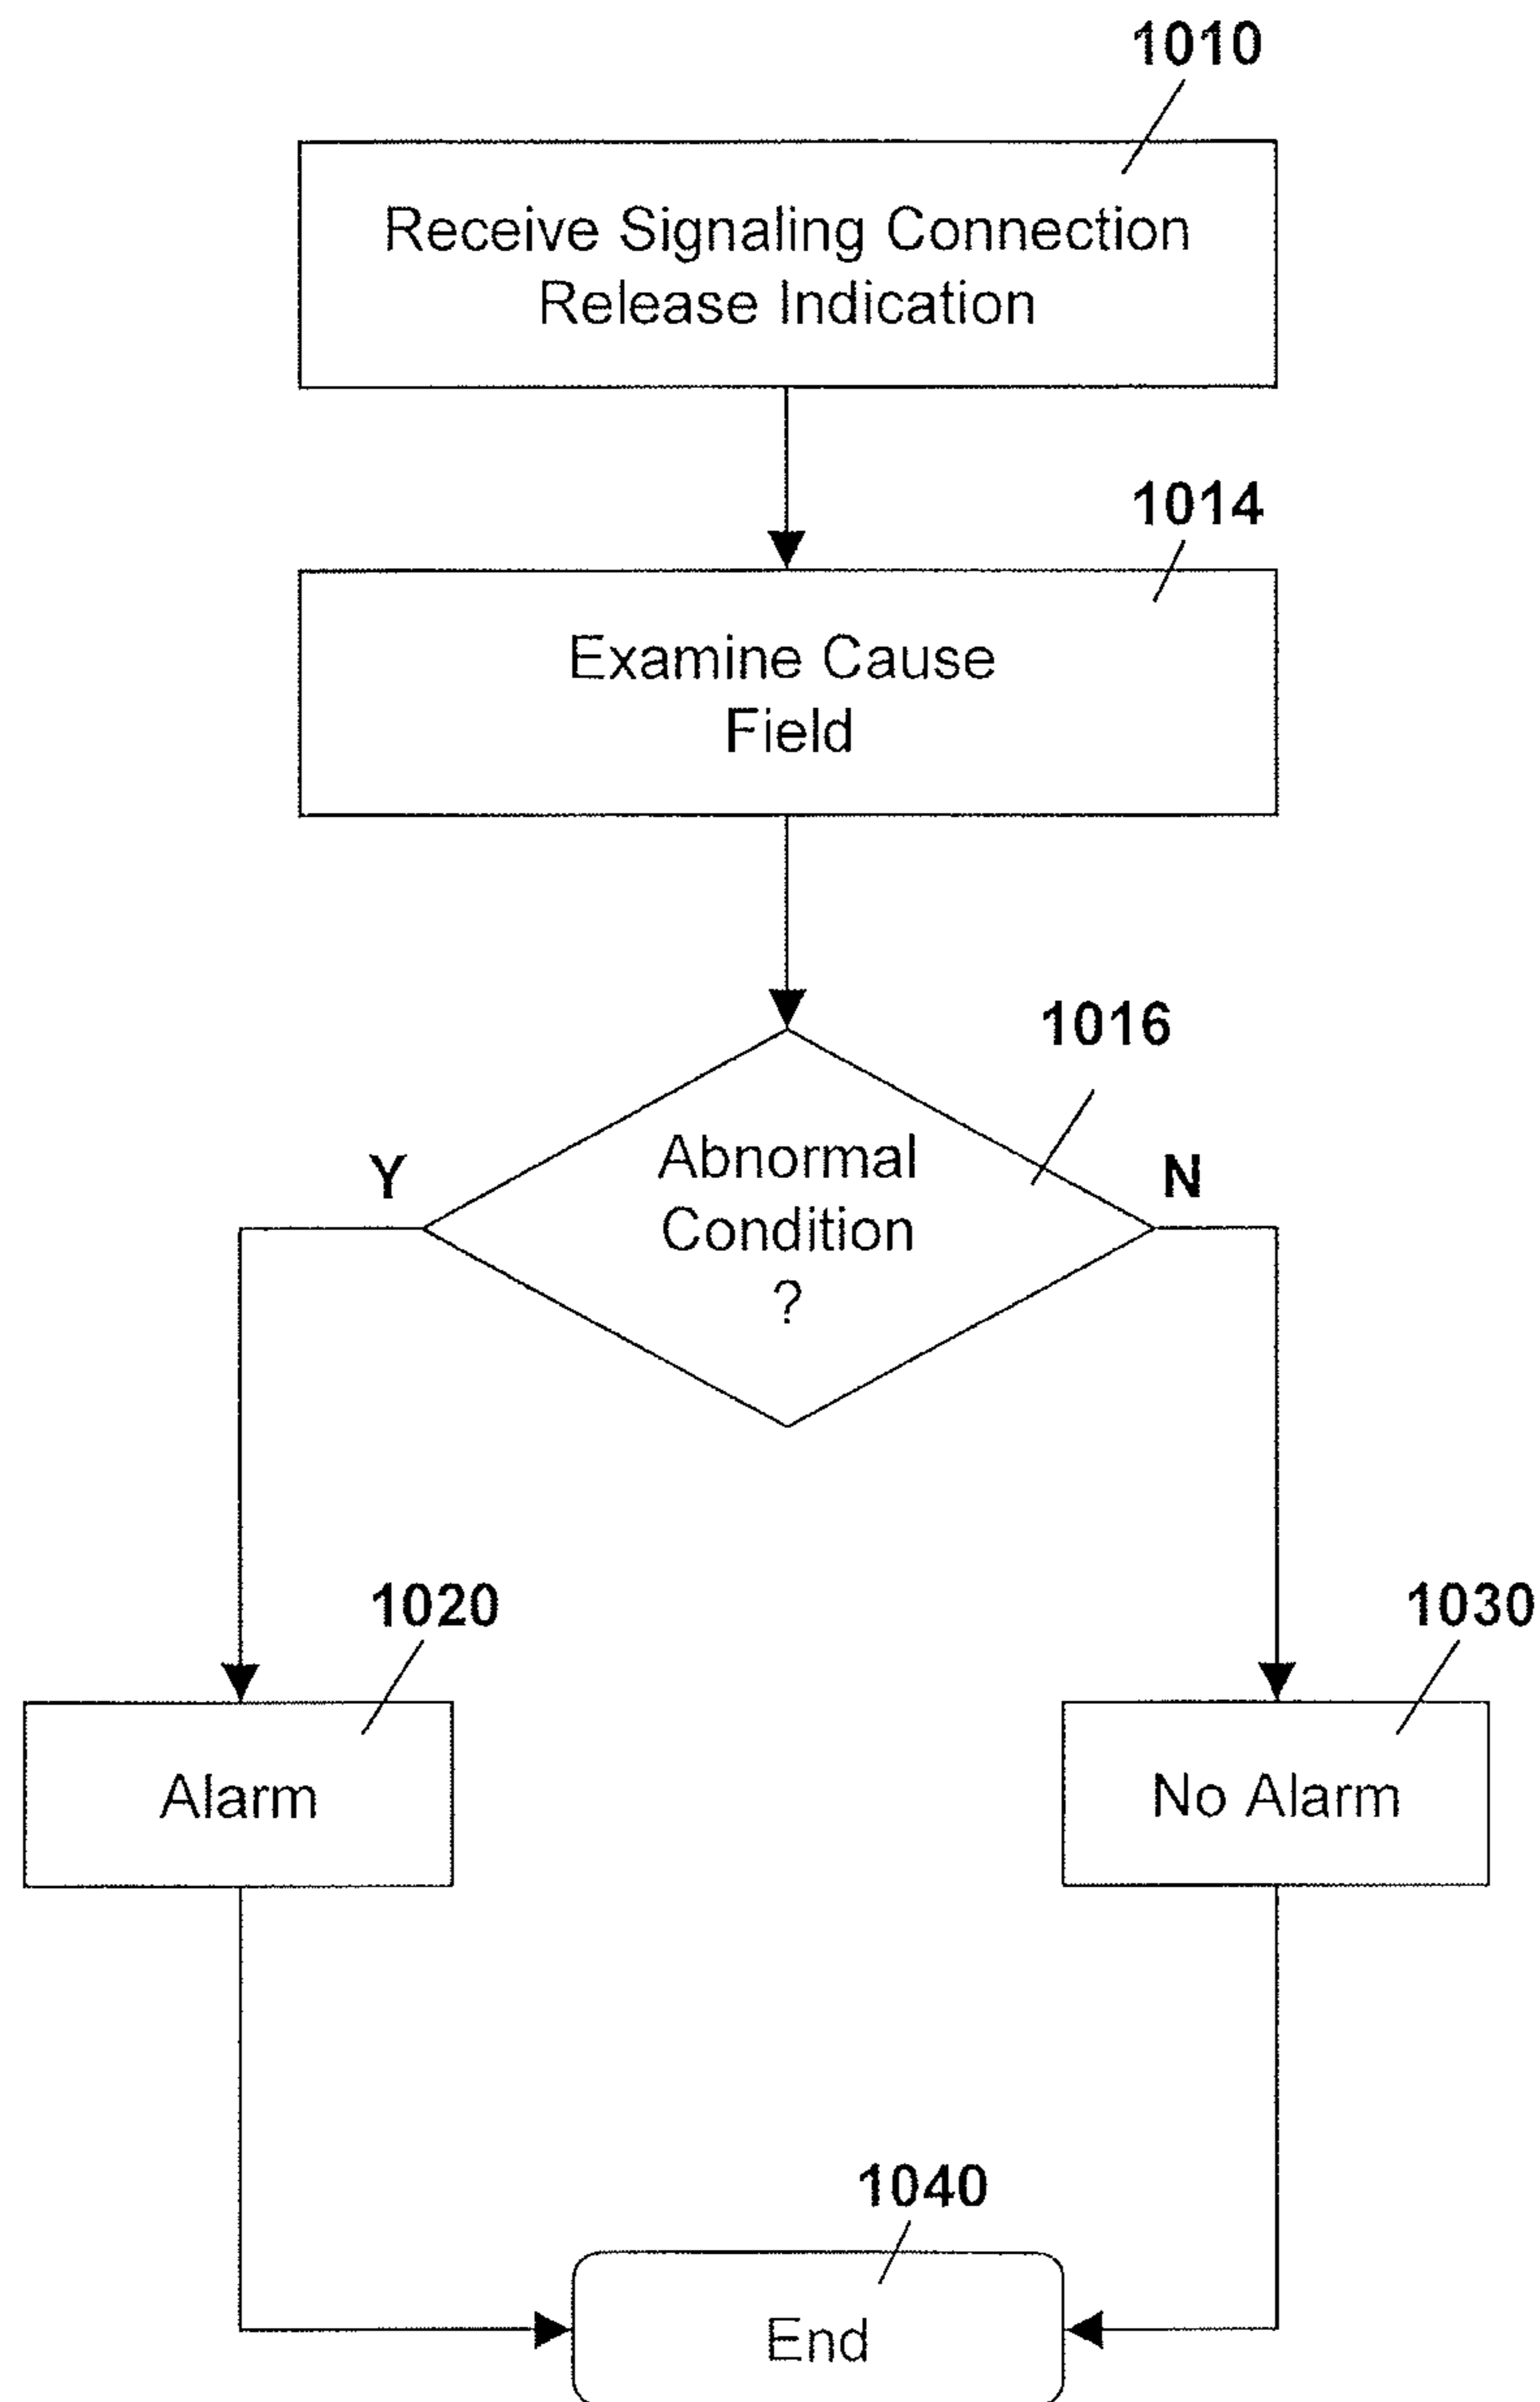 1010
Receive Signaling Connection
Release Indication
1014
Examine Cause
Field
1016
Y
Abnormal
N
Condition
?
1020
1030
Alarm
No Alarm
1040
End